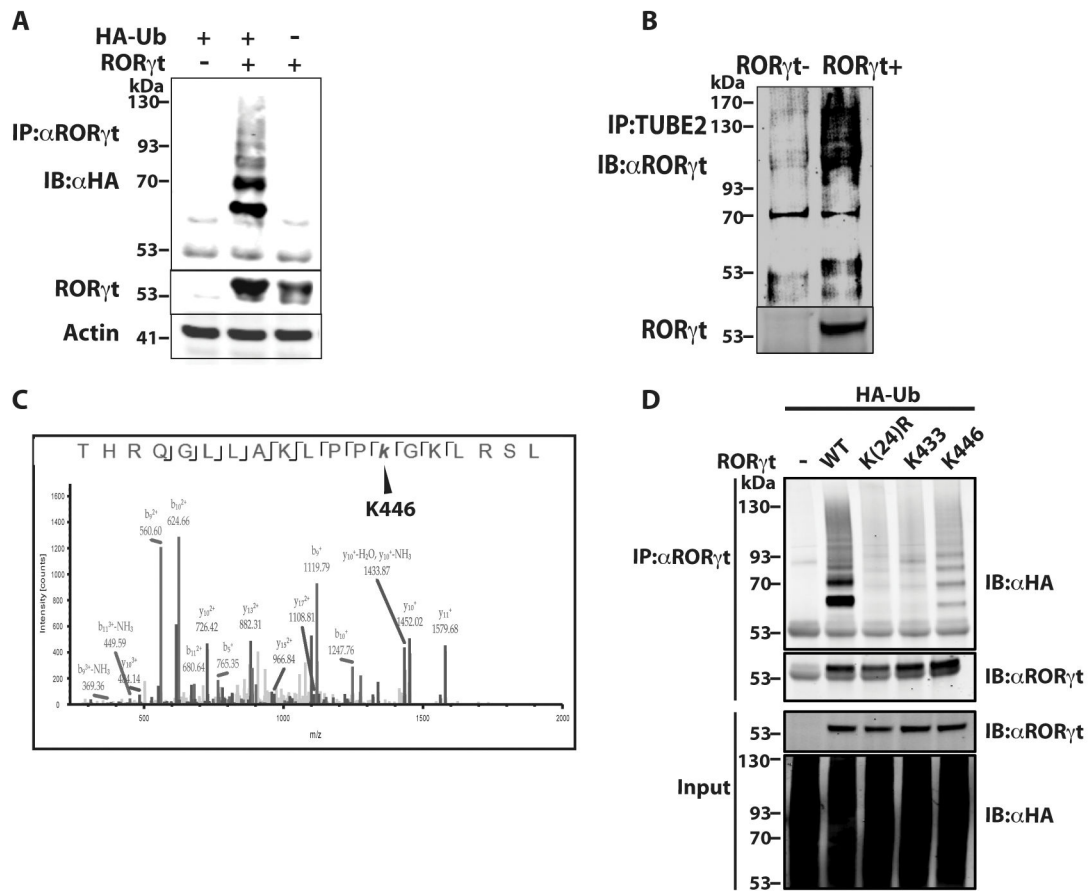 A
HA-Ub + + -
RORγt - + +
kDa
130
IP:αRORγt
93
IB:αHA
70
53
RORγt
53
Actin
41
B
RORγt- RORγt+
kDa
170
IP:TUBE2
130
IB:αRORγt
93
70
53
RORγt
53
C
T H R Q G L L A K L P P k G K L R S L
K446
Intensity [counts]
1600
1400
1200
1000
800
600
400
200
0
b₉²⁺
560.60
b₁₀²⁺
624.66
b₁₁³⁺-NH₃
449.59
b₉³⁺-NH₃
369.36
y₁₀³⁺
484.14
b₁₁²⁺
680.64
y₁₀²⁺
726.42
b₅⁺
765.35
y₁₃²⁺
882.31
y₁₅²⁺
966.84
y₁₇²⁺
1108.81
b₉⁺
1119.79
b₁₀⁺
1247.76
y₁₀⁺-H₂O, y₁₀⁺-NH₃
1433.87
y₁₀⁺
1452.02
y₁₁⁺
1579.68
500 1000 1500 2000
m/z
D
HA-Ub
RORγt - WT K(24)R K433 K446
kDa
130
IP:αRORγt
93
70
IB:αHA
53
IB:αRORγt
53
IB:αRORγt
Input
130
93
IB:αHA
70
53